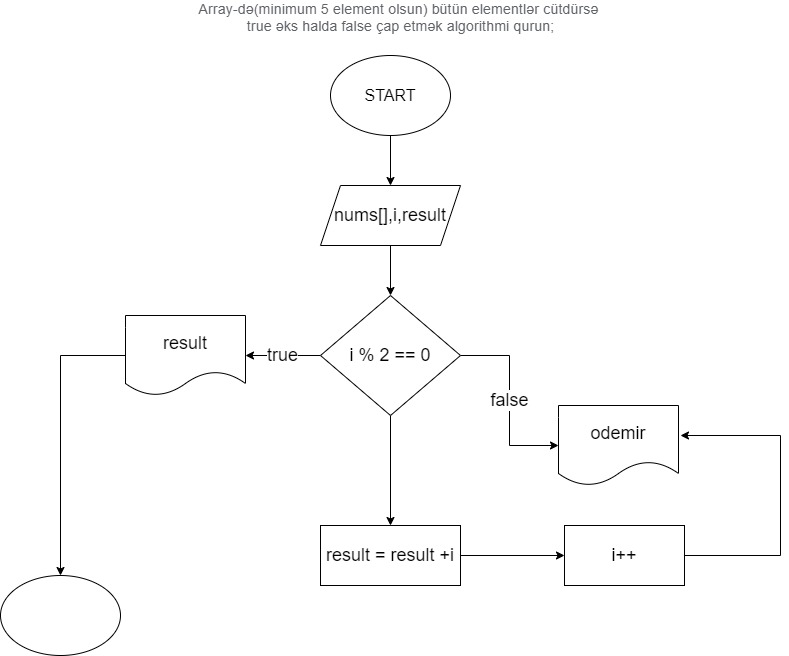 Array-də(minimum 5 element olsun) bütün elementlər cütdürsə
true əks halda false çap etmək algorithmi qurun;
START
nums[],i,result
result
true
i % 2 == 0
false
odemir
result = result +i
i++